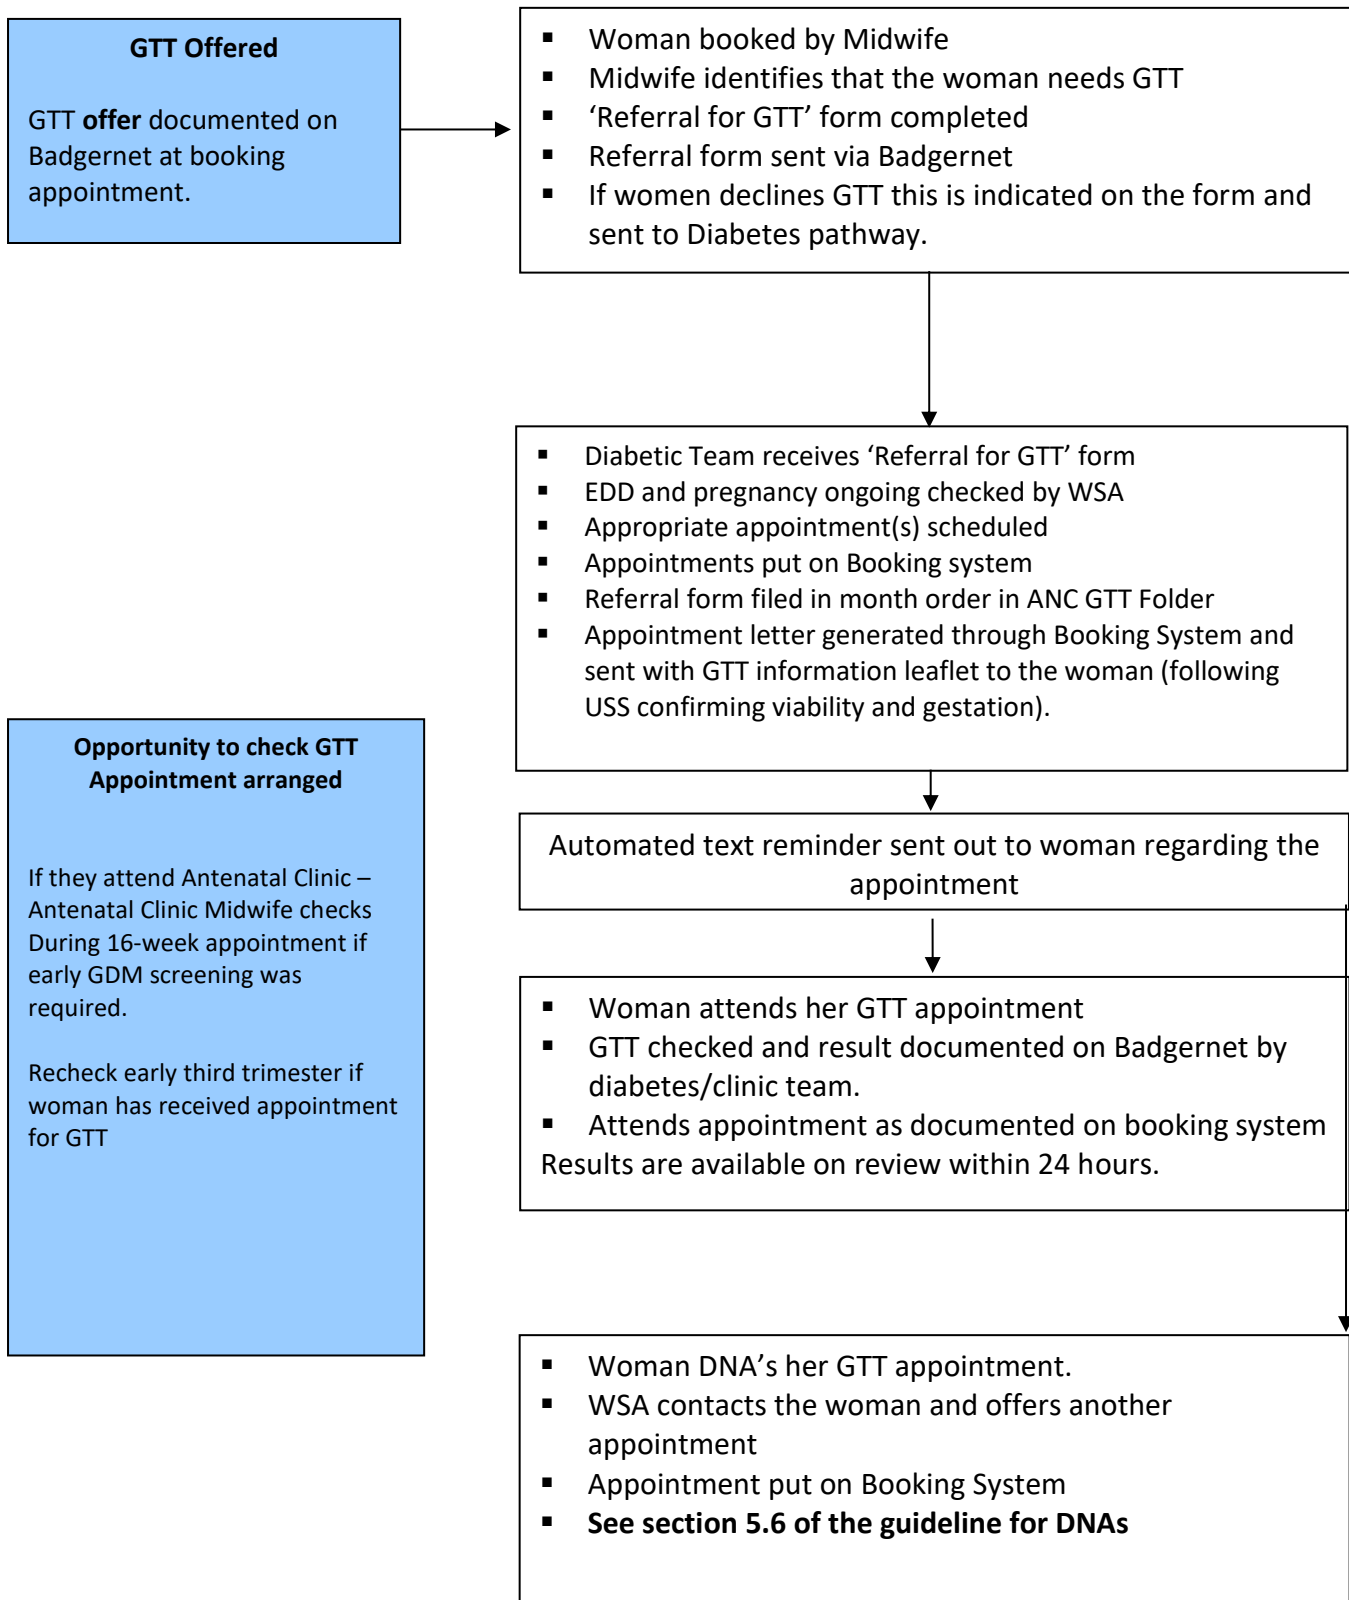 GTT Offered
GTT offer documented on
Badgernet at booking
appointment.
▪ Woman booked by Midwife
▪ Midwife identifies that the woman needs GTT
▪ ‘Referral for GTT’ form completed
▪ Referral form sent via Badgernet
▪ If women declines GTT this is indicated on the form and
sent to Diabetes pathway.
▪ Diabetic Team receives ‘Referral for GTT’ form
▪ EDD and pregnancy ongoing checked by WSA
▪ Appropriate appointment(s) scheduled
▪ Appointments put on Booking system
▪ Referral form filed in month order in ANC GTT Folder
▪ Appointment letter generated through Booking System and
sent with GTT information leaflet to the woman (following
USS confirming viability and gestation).
Opportunity to check GTT
Appointment arranged
If they attend Antenatal Clinic –
Antenatal Clinic Midwife checks
During 16-week appointment if
early GDM screening was
required.
Recheck early third trimester if
woman has received appointment
for GTT
Automated text reminder sent out to woman regarding the
appointment
▪ Woman attends her GTT appointment
▪ GTT checked and result documented on Badgernet by
diabetes/clinic team.
▪ Attends appointment as documented on booking system
Results are available on review within 24 hours.
▪ Woman DNA’s her GTT appointment.
▪ WSA contacts the woman and offers another
appointment
▪ Appointment put on Booking System
▪ See section 5.6 of the guideline for DNAs